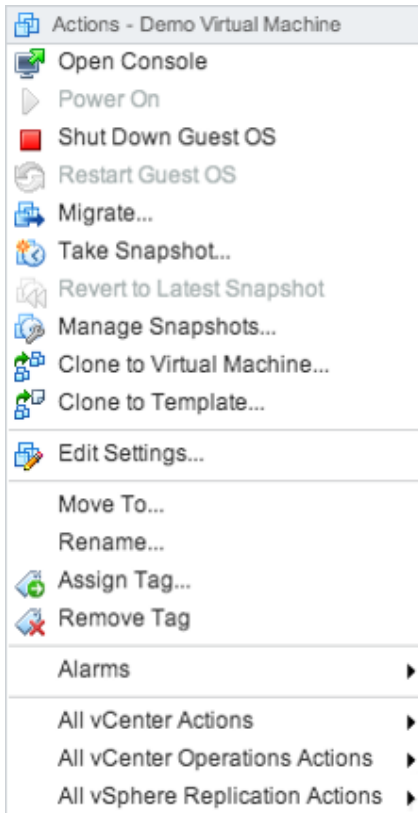 Actions - Demo Virtual Machine
Open Console
Power On
Shut Down Guest OS
Restart Guest OS
Migrate...
Take Snapshot...
Revert to Latest Snapshot
Manage Snapshots...
Clone to Virtual Machine...
Clone to Template...
Edit Settings...
Move To...
Rename...
Assign Tag...
Remove Tag
Alarms
All vCenter Actions
All vCenter Operations Actions
All vSphere Replication Actions